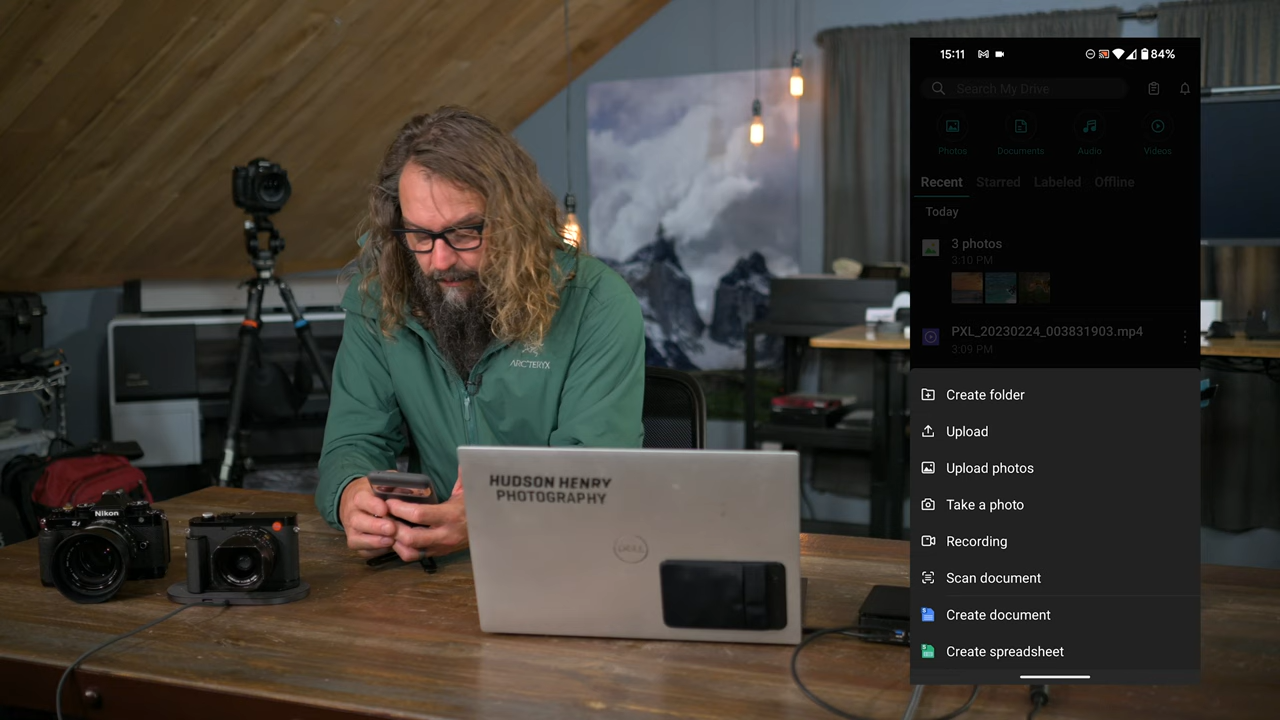 15:11
84%
Search My Drive
Photos
Documents
Audio
Videos
Recent
Starred
Labeled
Offline
Today
3 photos
3:10 PM
PXL_20230224_003831903.mp4
3:09 PM
Create folder
Upload
Upload photos
Take a photo
Recording
Scan document
Create document
Create spreadsheet
ARC'TERYX
HUDSON HENRY
PHOTOGRAPHY
DELL
Nikon
Zf